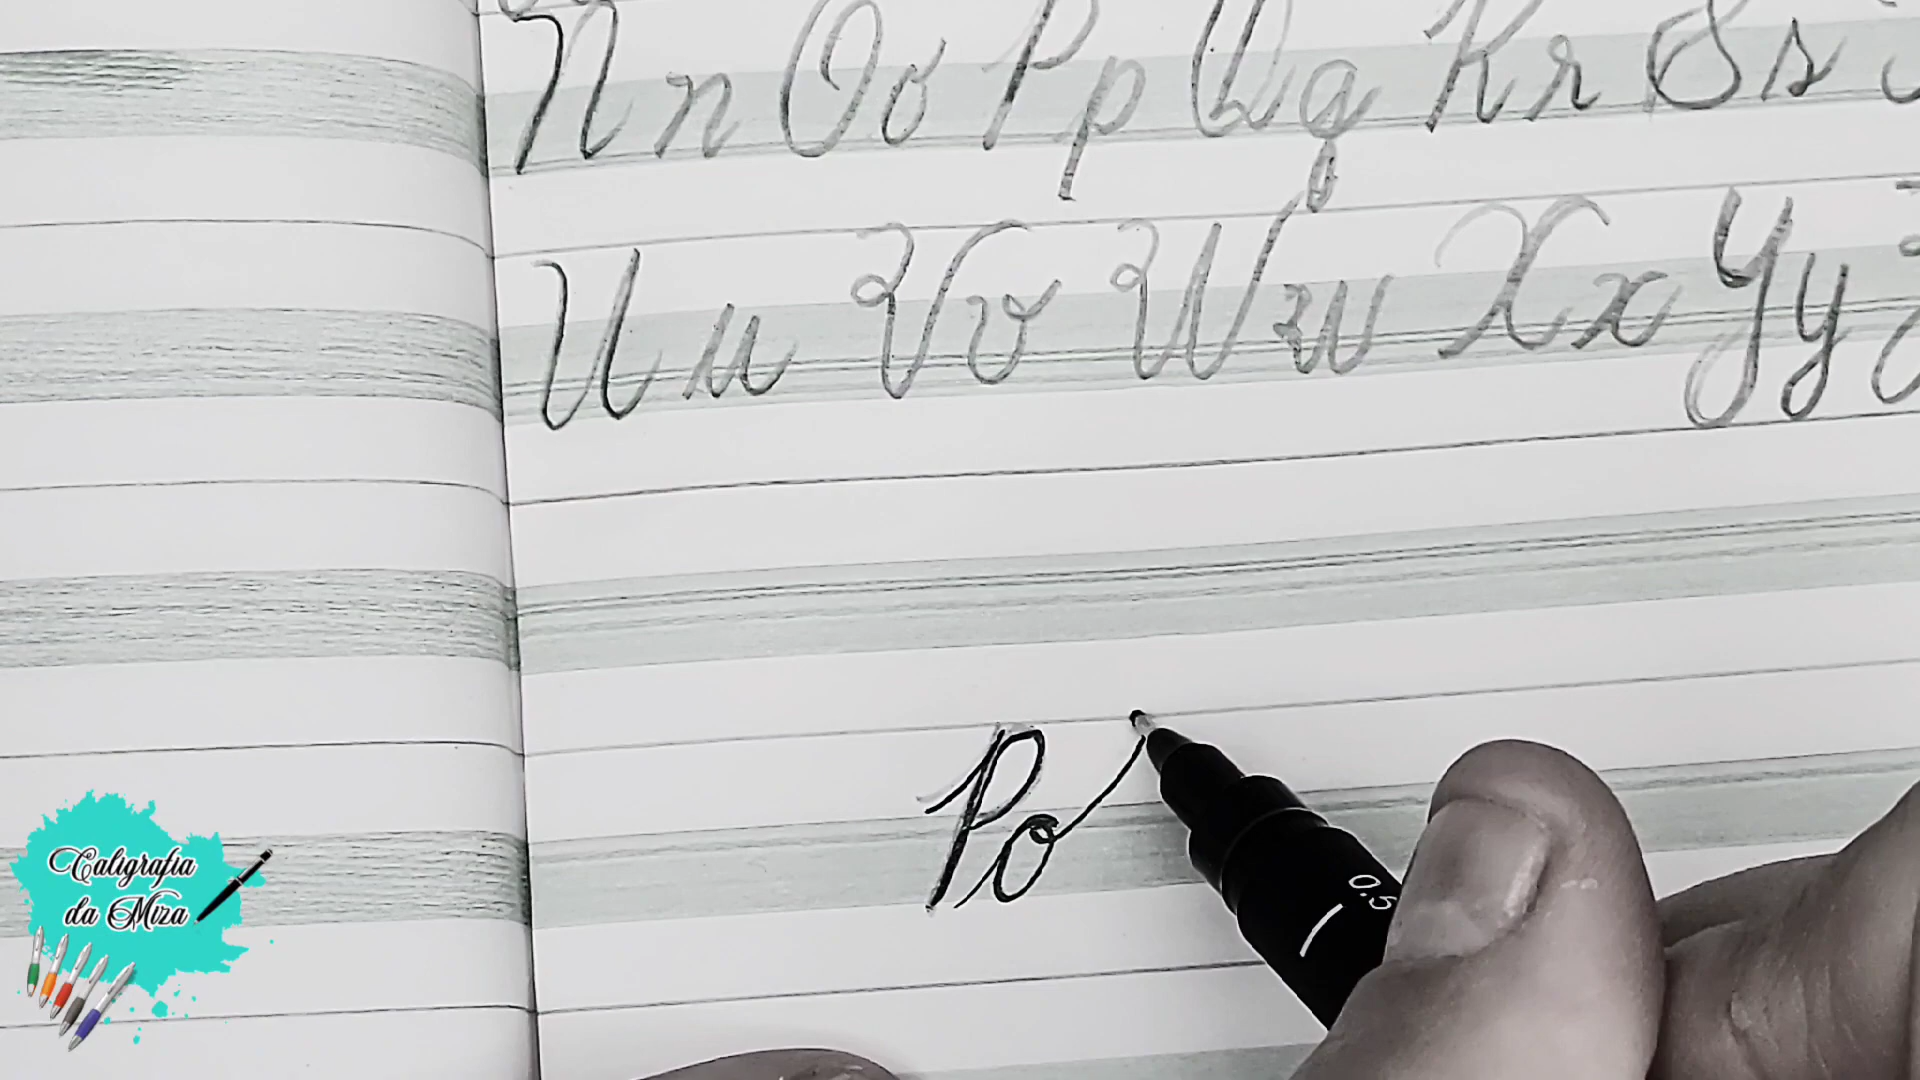 Nn Oo Pp Qq Rr Ss
Uu Vv Ww Xx Yy
Po
0.5
Caligrafia
da Miza